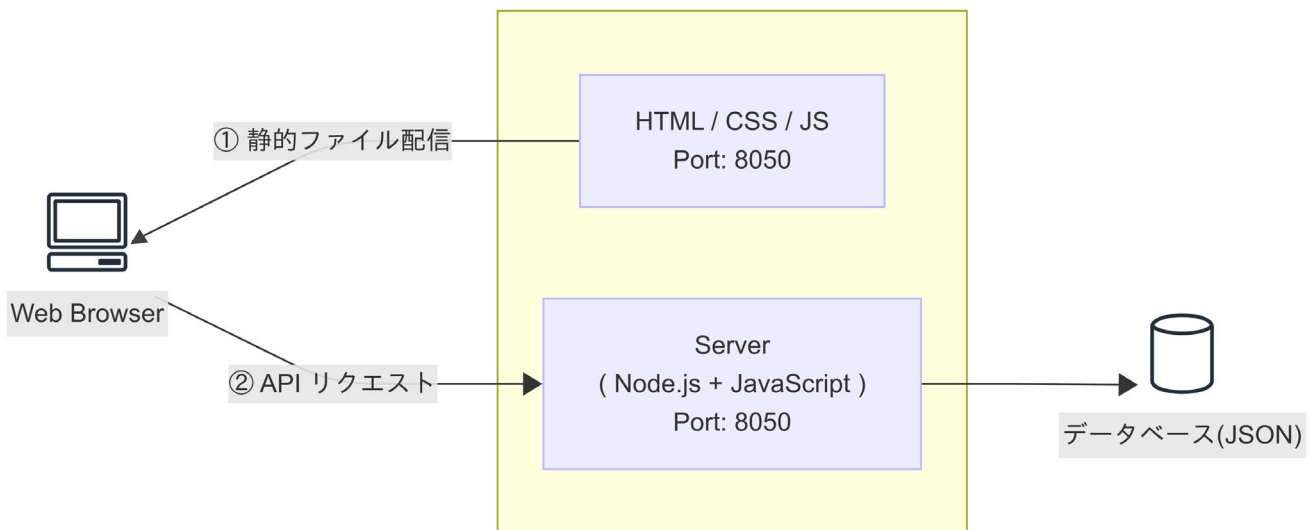 HTML / CSS / JS
Port: 8050
① 静的ファイル配信
Web Browser
Server
( Node.js + JavaScript )
Port: 8050
② API リクエスト
データベース(JSON)